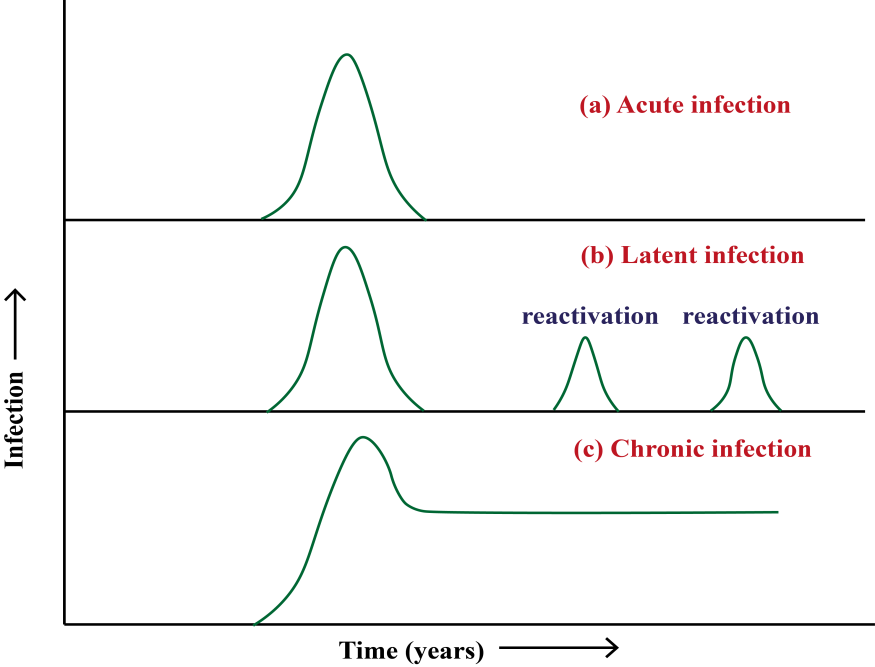 (a) Acute infection
(b) Latent infection
reactivation reactivation
(c) Chronic infection
Infection
Time (years)